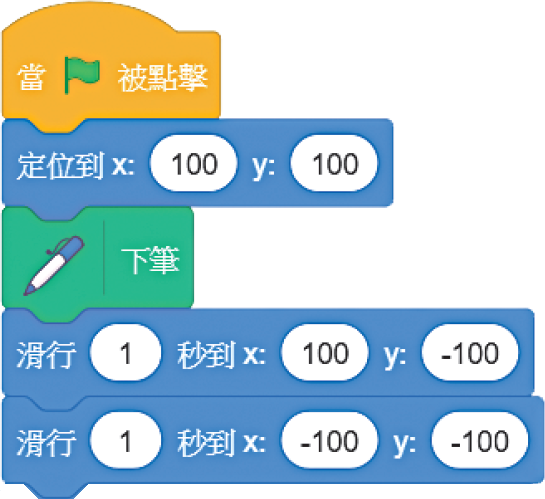 當 被點擊
定位到 x: 100 y: 100
下筆
滑行 1 秒到 x: 100 y: -100
滑行 1 秒到 x: -100 y: -100